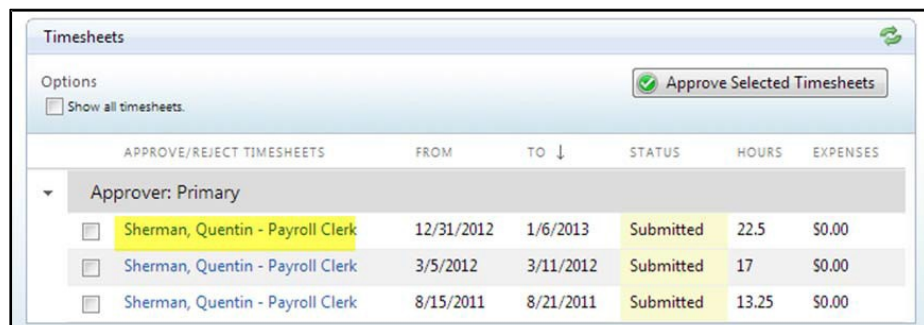 Timesheets
Options
Approve Selected Timesheets
Show all timesheets.
APPROVE/REJECT TIMESHEETS FROM TO ↓ STATUS HOURS EXPENSES
Approver: Primary
Sherman, Quentin - Payroll Clerk 12/31/2012 1/6/2013 Submitted 22.5 $0.00
Sherman, Quentin - Payroll Clerk 3/5/2012 3/11/2012 Submitted 17 $0.00
Sherman, Quentin - Payroll Clerk 8/15/2011 8/21/2011 Submitted 13.25 $0.00